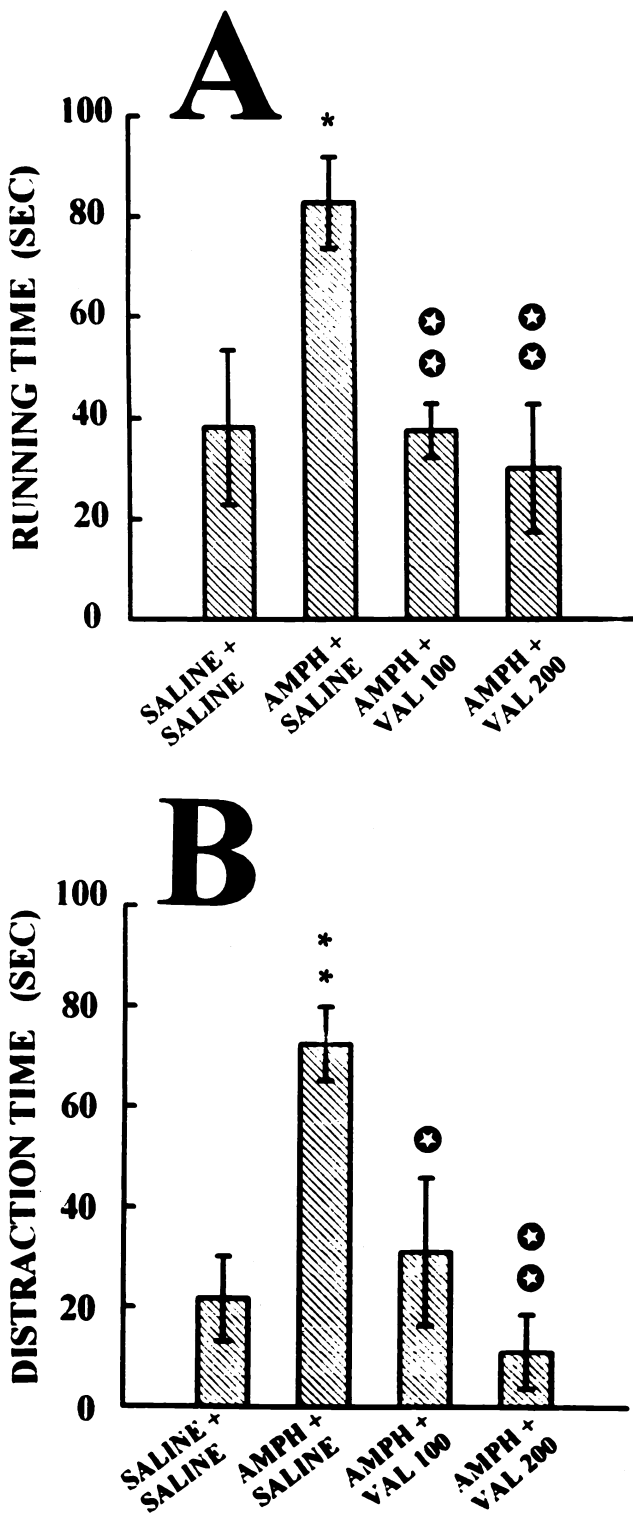 A
100
80
60
40
20
0
RUNNING TIME (SEC)
*
SALINE +
SALINE
AMPH +
SALINE
AMPH +
VAL 100
AMPH +
VAL 200
B
100
80
60
40
20
0
DISTRACTION TIME (SEC)
*
*
SALINE +
SALINE
AMPH +
SALINE
AMPH +
VAL 100
AMPH +
VAL 200